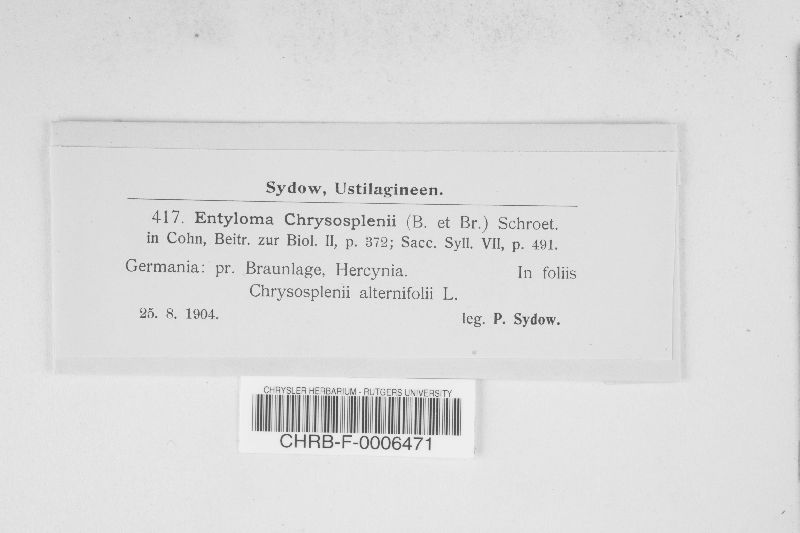 Sydow, Ustilagineen.
417. Entyloma Chrysosplenii (B. et Br.) Schroet.
in Cohn, Beitr. zur Biol. II, p. 372; Sacc. Syll. VII, p. 491.
Germania: pr. Braunlage, Hercynia. In foliis
Chrysosplenii alternifolii L.
25. 8. 1904. leg. P. Sydow.
CHRYSLER HERBARIUM - RUTGERS UNIVERSITY
CHRB-F-0006471